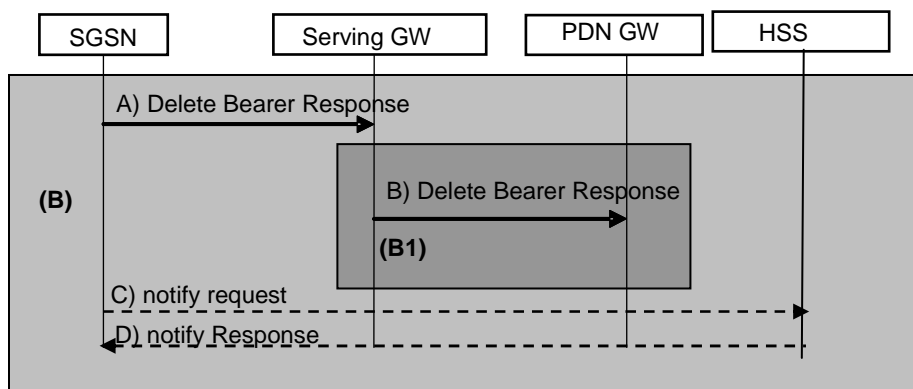 SGSN
Serving GW
PDN GW
HSS
A) Delete Bearer Response
(B)
B) Delete Bearer Response
(B1)
C) notify request
D) notify Response